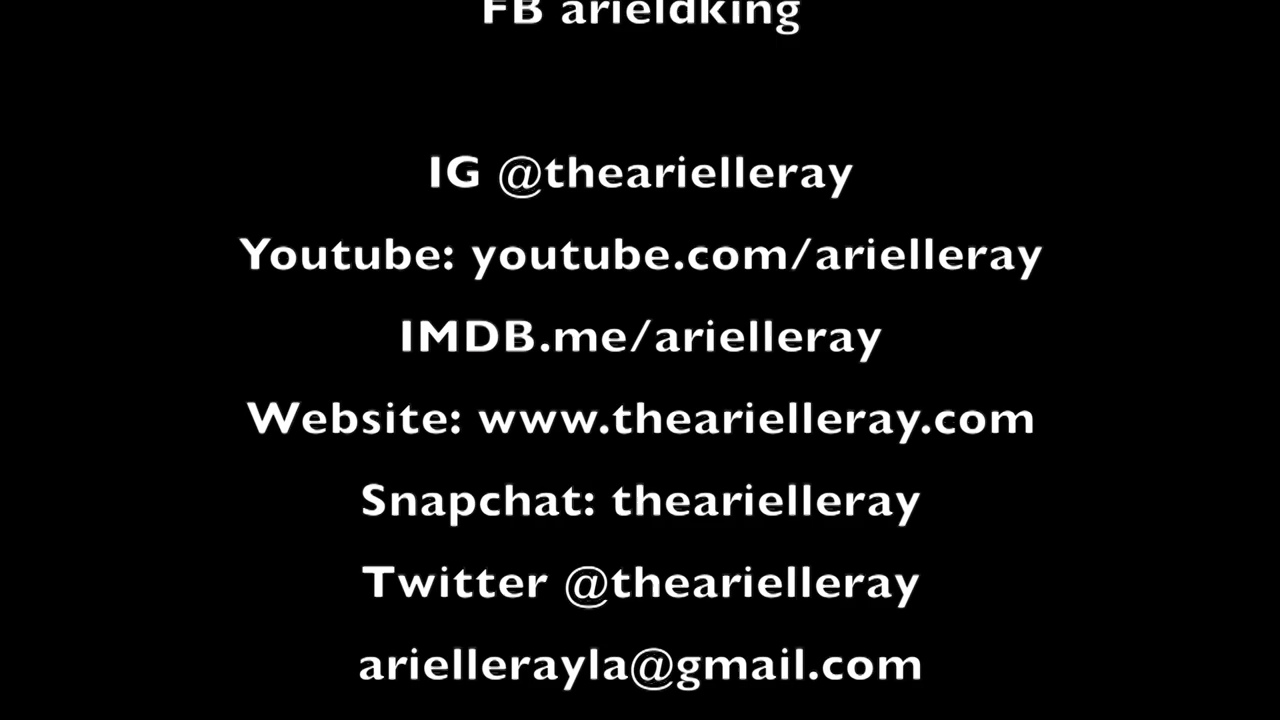 FB arieldking
IG @thearielleray
Youtube: youtube.com/arielleray
IMDB.me/arielleray
Website: www.thearielleray.com
Snapchat: thearielleray
Twitter @thearielleray
ariellerayla@gmail.com